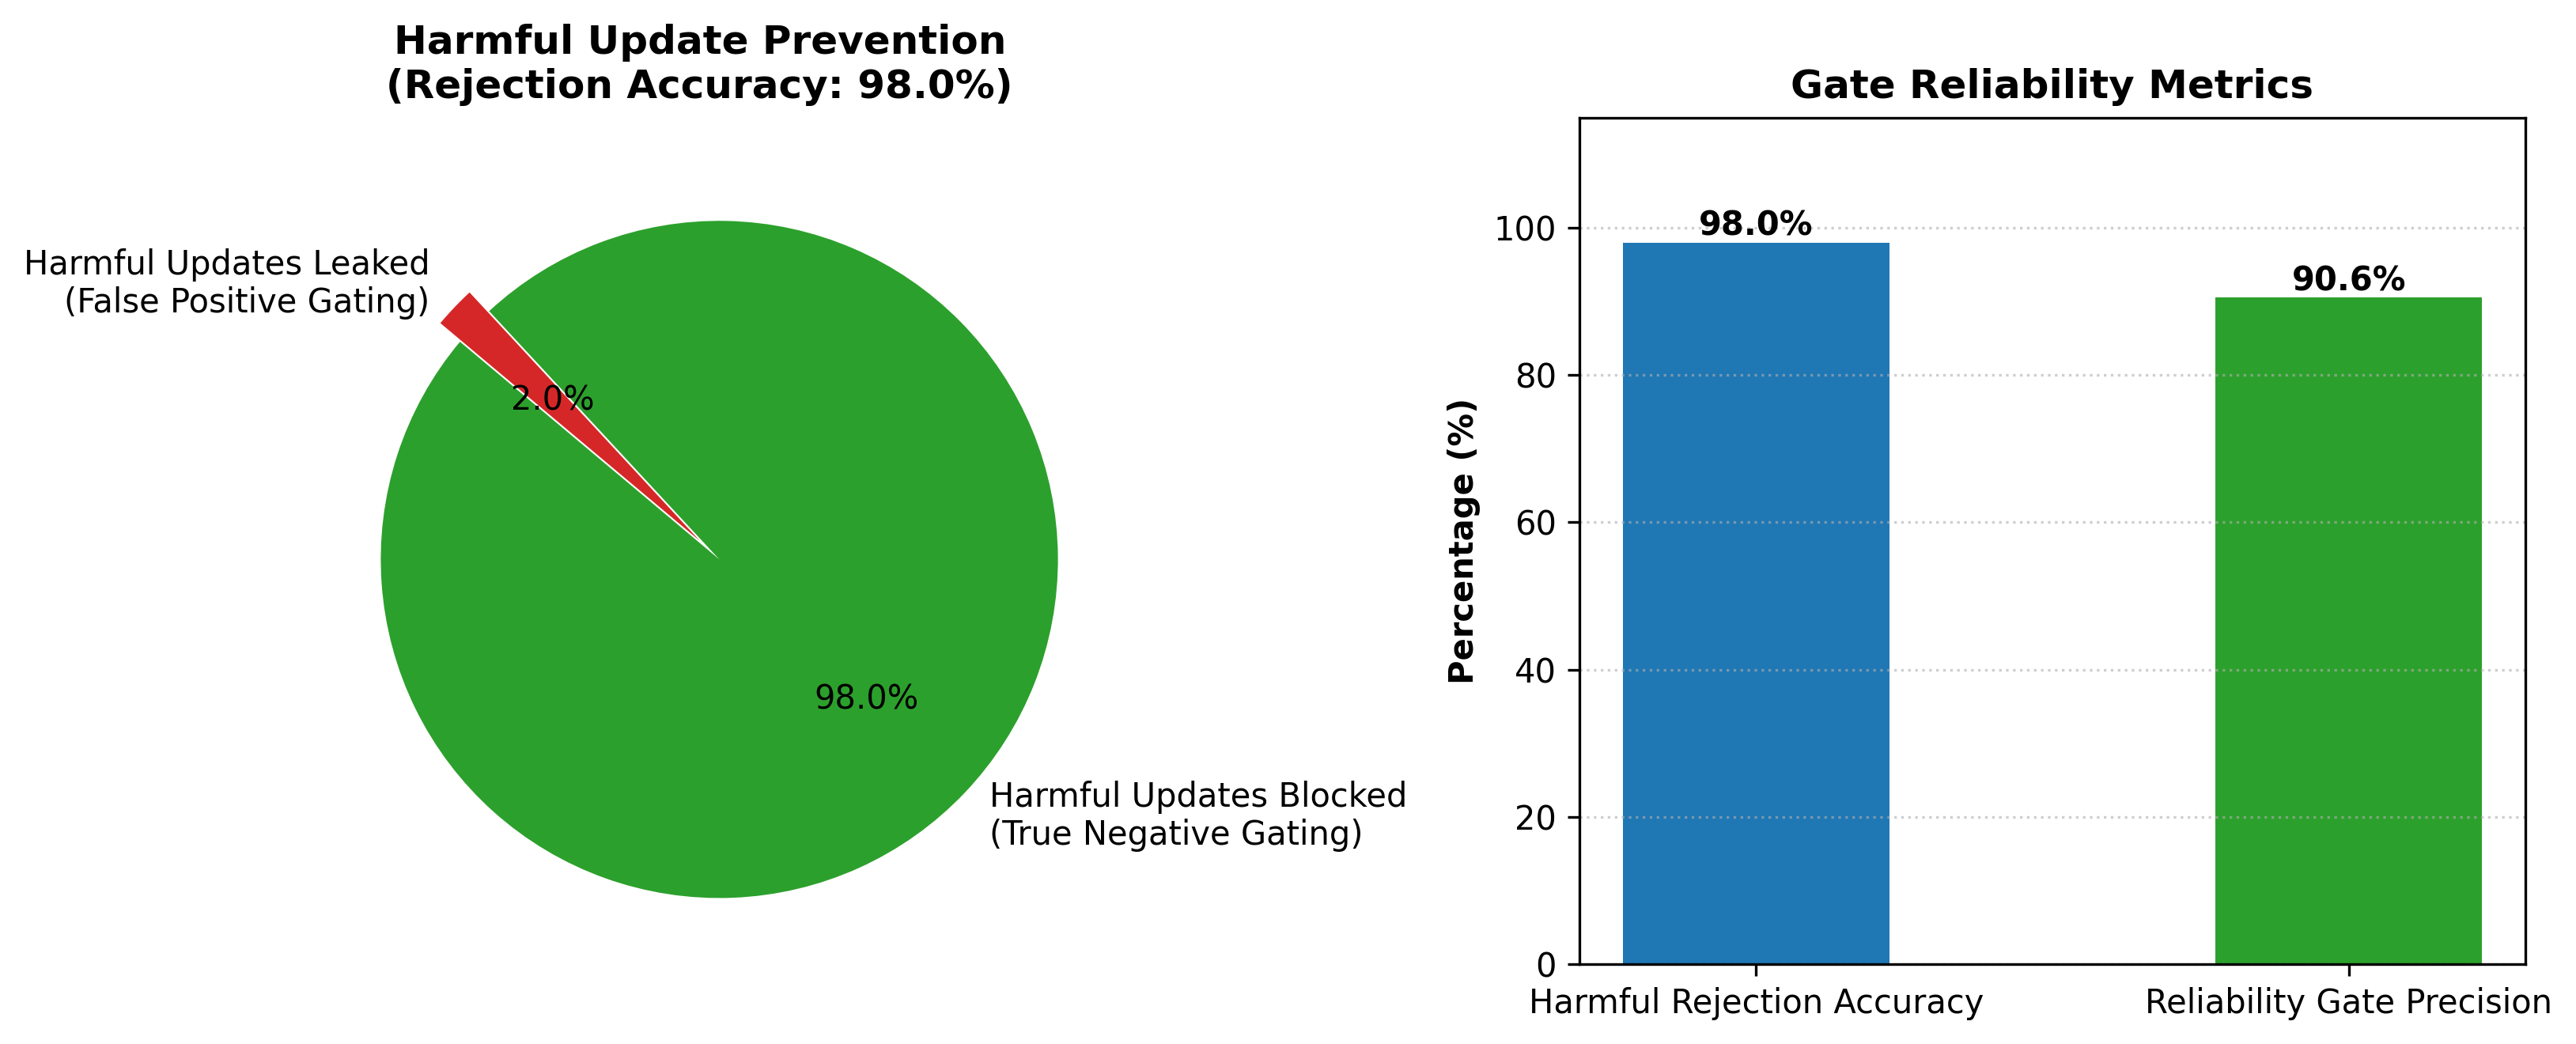 Harmful Update Prevention
(Rejection Accuracy: 98.0%)
Harmful Updates Leaked
(False Positive Gating)
2.0%
98.0%
Harmful Updates Blocked
(True Negative Gating)
Gate Reliability Metrics
Percentage (%)
100
80
60
40
20
0
98.0%
90.6%
Harmful Rejection Accuracy
Reliability Gate Precision